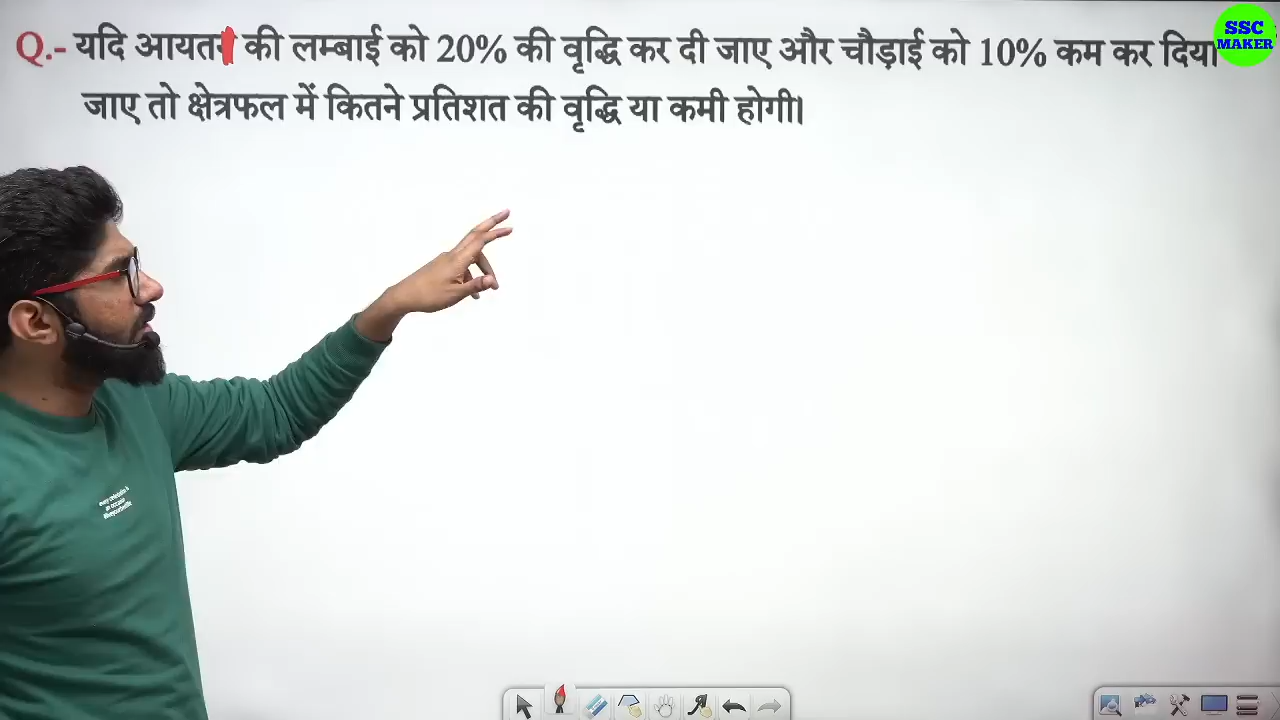 Q.- यदि आयत की लम्बाई को 20% की वृद्धि कर दी जाए और चौड़ाई को 10% कम कर दिया
जाए तो क्षेत्रफल में कितने प्रतिशत की वृद्धि या कमी होगी।
SSC
MAKER